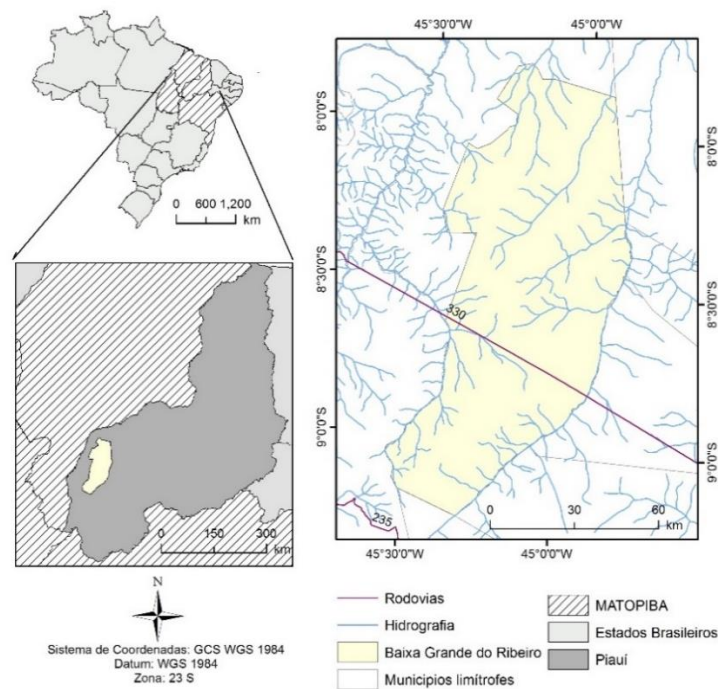 0 600 1,200
km
0 150 300
km
N
Sistema de Coordenadas: GCS WGS 1984
Datum: WGS 1984
Zona: 23 S
45°30'0"W 45°0'0"W
8°0'0"S
8°30'0"S
9°0'0"S
8°0'0"S
8°30'0"S
9°0'0"S
330
235
0 30 60
km
45°30'0"W 45°0'0"W
Rodovias
Hidrografia
Baixa Grande do Ribeiro
Municipios limítrofes
MATOPIBA
Estados Brasileiros
Piauí